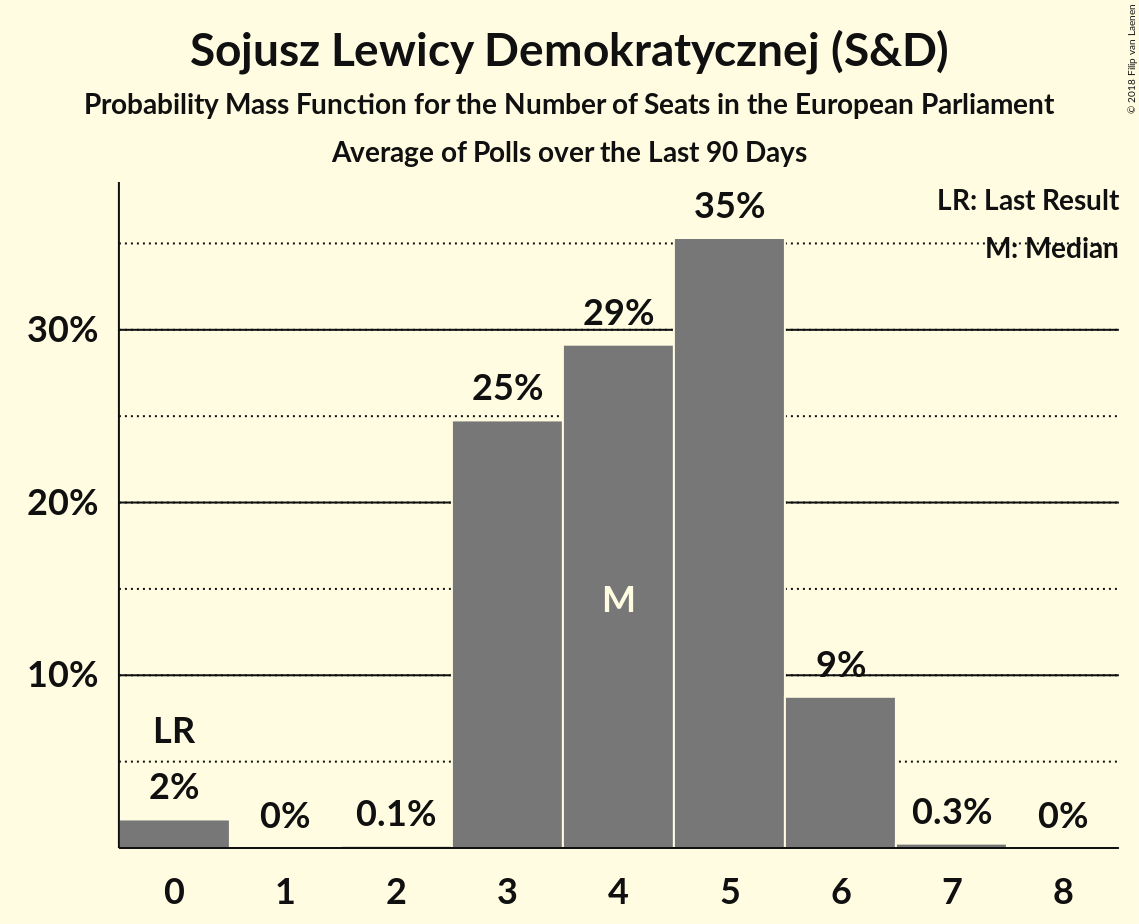 Sojusz Lewicy Demokratycznej (S&D)
Probability Mass Function for the Number of Seats in the European Parliament
Average of Polls over the Last 90 Days
© 2018 Filip van Laenen
LR: Last Result
M: Median
35%
30%
29%
25%
20%
M
10%
9%
LR
2%
0%
0.1%
0.3%
0%
0 1 2 3 4 5 6 7 8